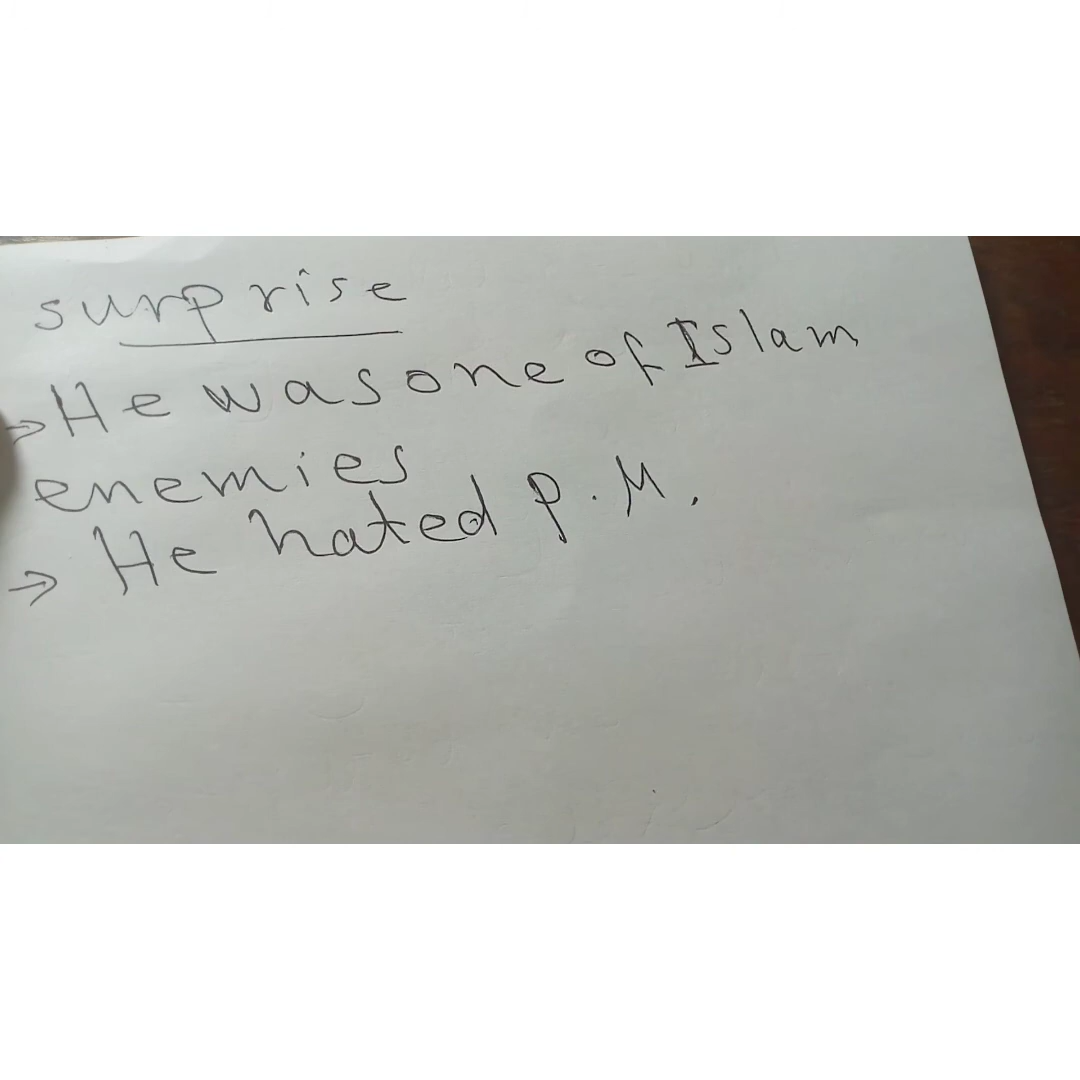 surprise
→ He was one of Islam
enemies
→ He hated P.M.